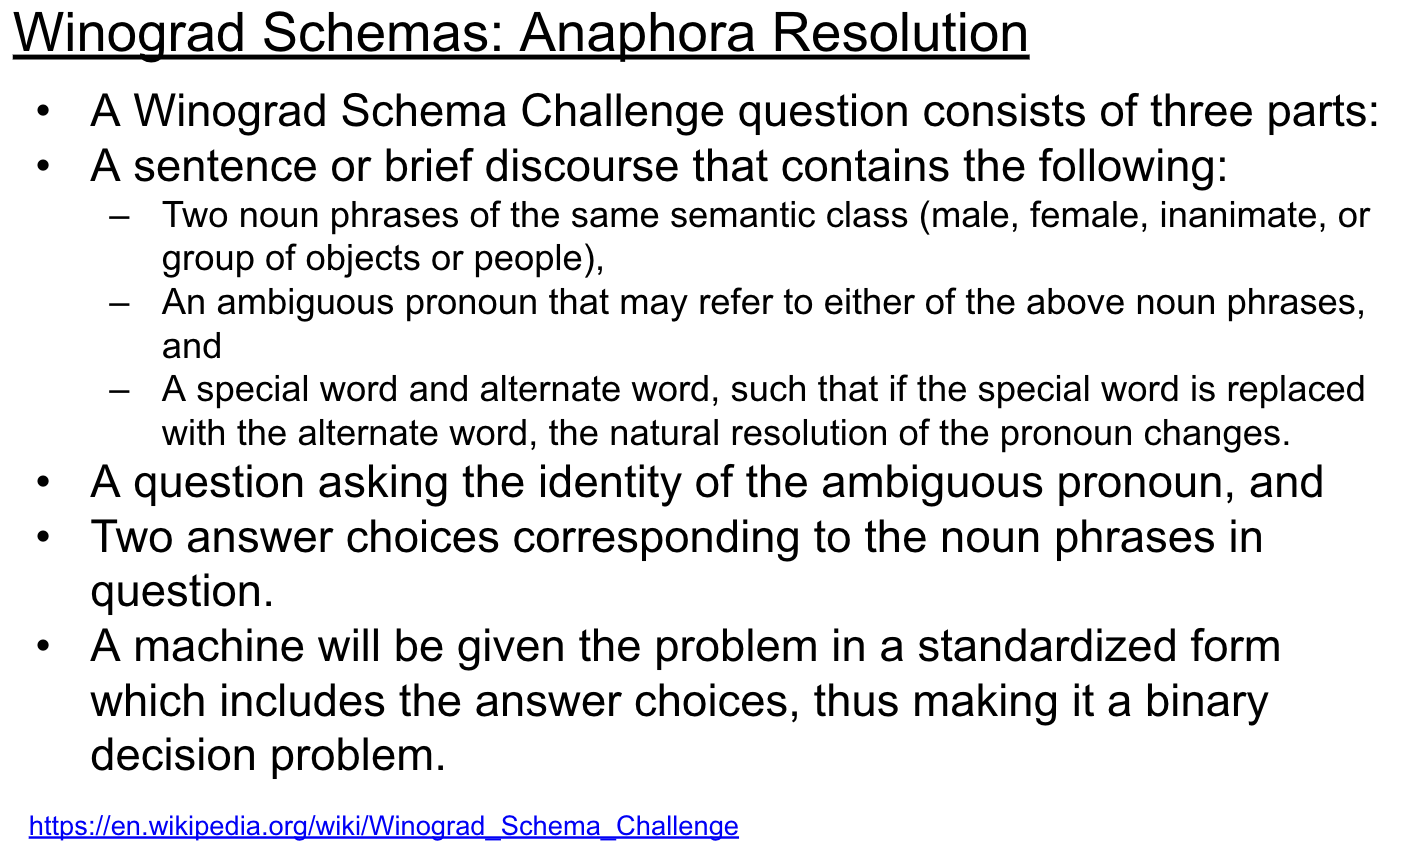 Winograd Schemas: Anaphora Resolution
• A Winograd Schema Challenge question consists of three parts:
• A sentence or brief discourse that contains the following:
– Two noun phrases of the same semantic class (male, female, inanimate, or
group of objects or people),
– An ambiguous pronoun that may refer to either of the above noun phrases,
and
– A special word and alternate word, such that if the special word is replaced
with the alternate word, the natural resolution of the pronoun changes.
• A question asking the identity of the ambiguous pronoun, and
• Two answer choices corresponding to the noun phrases in
question.
• A machine will be given the problem in a standardized form
which includes the answer choices, thus making it a binary
decision problem.
https://en.wikipedia.org/wiki/Winograd_Schema_Challenge